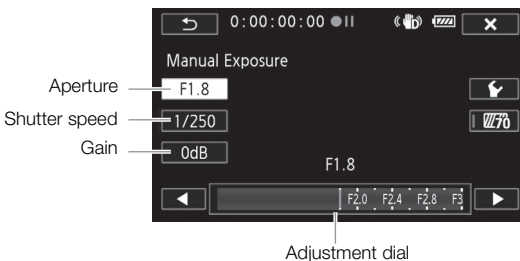 0:00:00:00
Manual Exposure
Aperture
F1.8
Shutter speed
1/250
70
Gain
0dB
F1.8
F2.0 F2.4 F2.8 F3
Adjustment dial